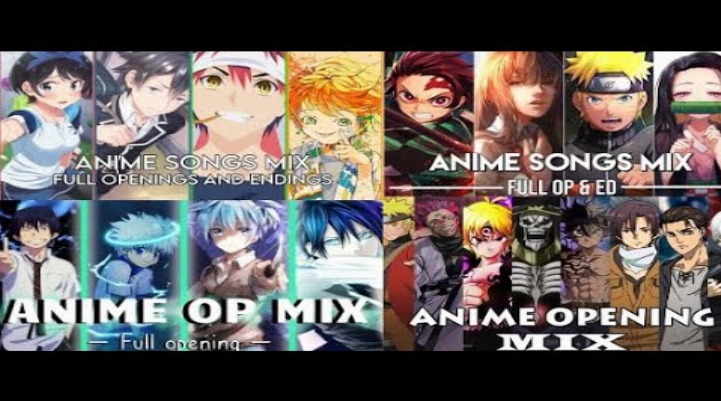 ANIME SONGS MIX
FULL OPENINGS AND ENDINGS
ANIME SONGS MIX
FULL OP & ED
ANIME OP MIX
Full opening
ANIME OPENING
MIX